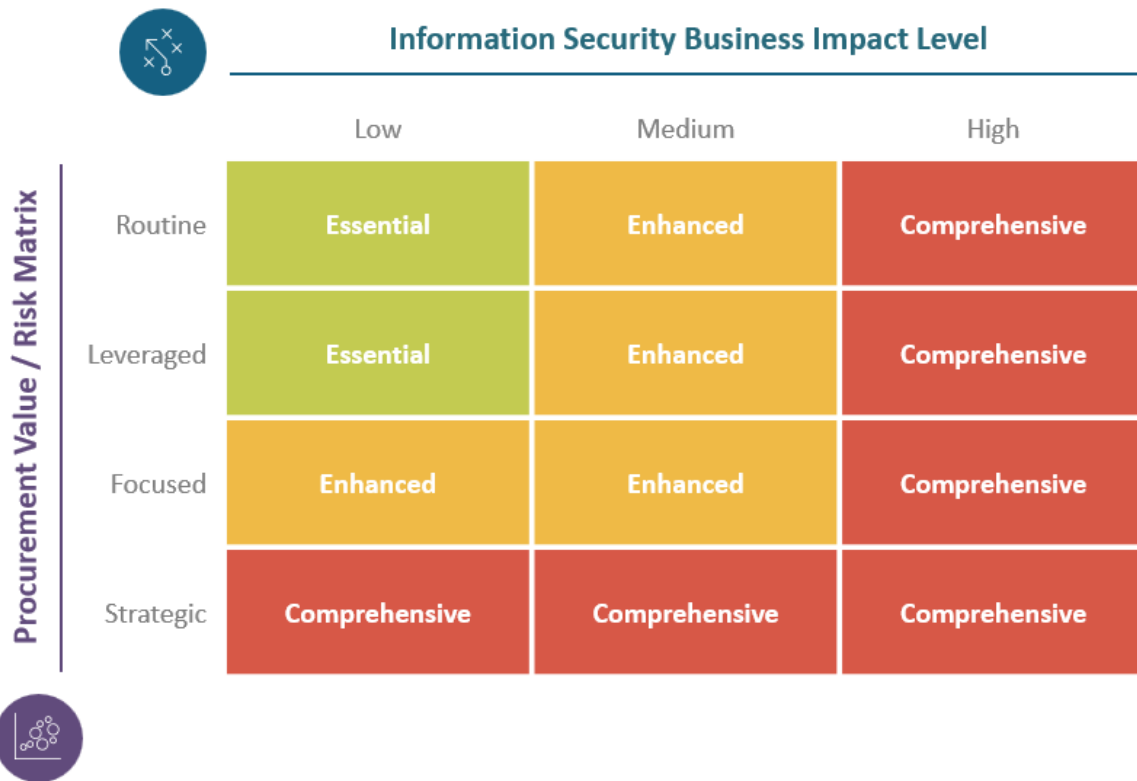 Information Security Business Impact Level
Low Medium High
Procurement Value / Risk Matrix
Routine Essential Enhanced Comprehensive
Leveraged Essential Enhanced Comprehensive
Focused Enhanced Enhanced Comprehensive
Strategic Comprehensive Comprehensive Comprehensive